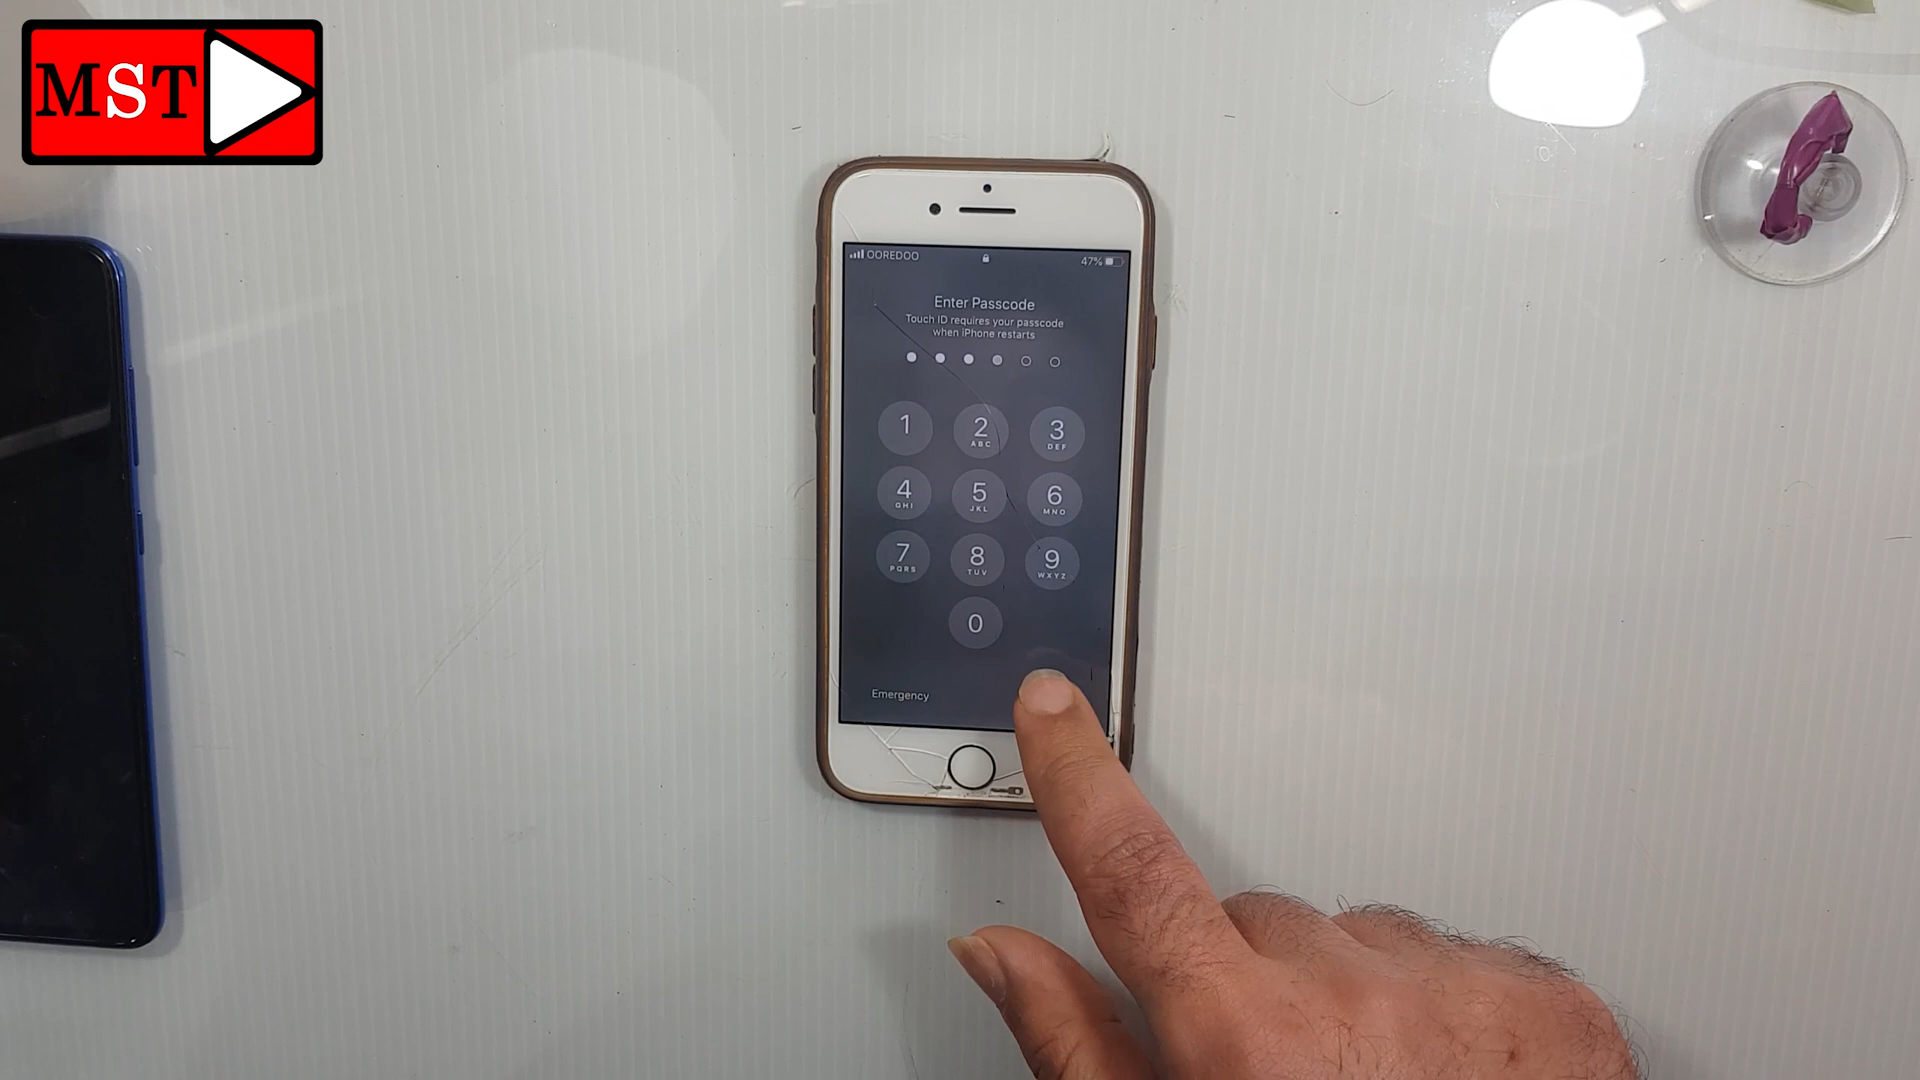 MST
OOREDOO 47%
Enter Passcode
Touch ID requires your passcode
when iPhone restarts
1 2 3
ABC DEF
4 5 6
GHI JKL MNO
7 8 9
PQRS TUV WXYZ
0
Emergency